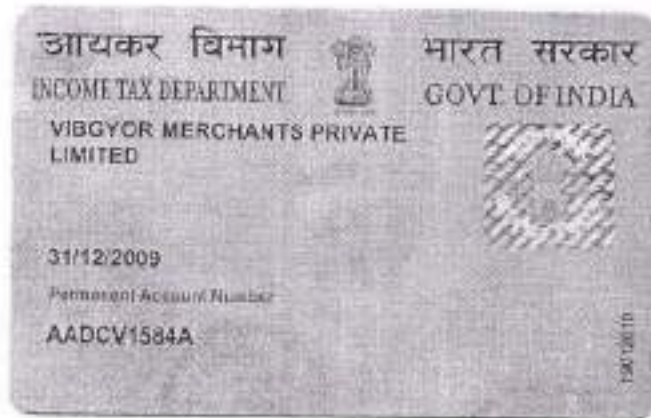 आयकर विभाग
INCOME TAX DEPARTMENT
भारत सरकार
GOVT. OF INDIA
VIBGYOR MERCHANTS PRIVATE
LIMITED
31/12/2009
Permanent Account Number
AADCV1584A